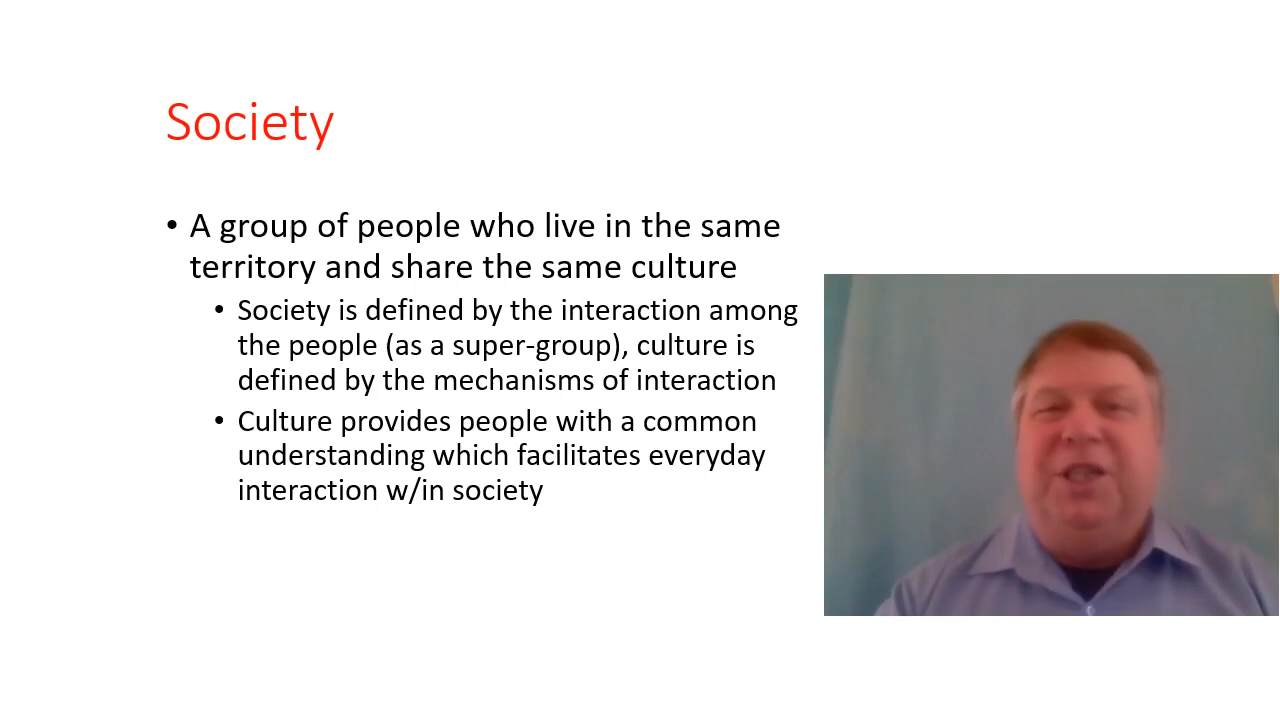 Society
• A group of people who live in the same
territory and share the same culture
• Society is defined by the interaction among
the people (as a super-group), culture is
defined by the mechanisms of interaction
• Culture provides people with a common
understanding which facilitates everyday
interaction w/in society